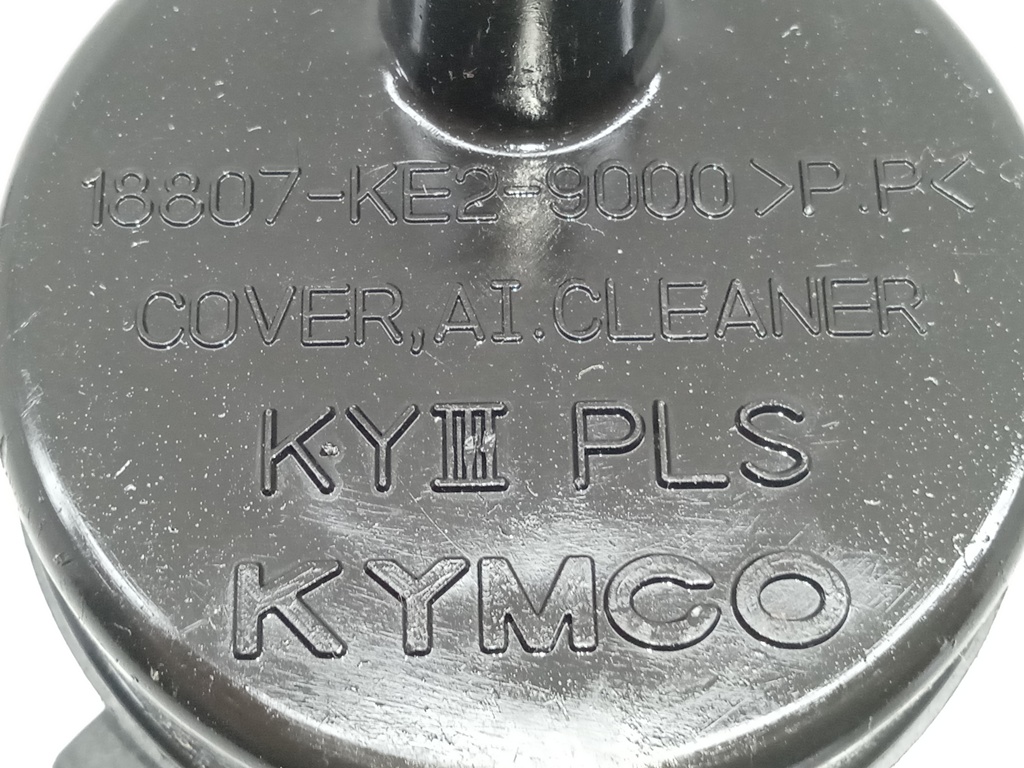 18807-KE2-9000 >P.P<
COVER,AI.CLEANER
K.YIII PLS
KYMCO